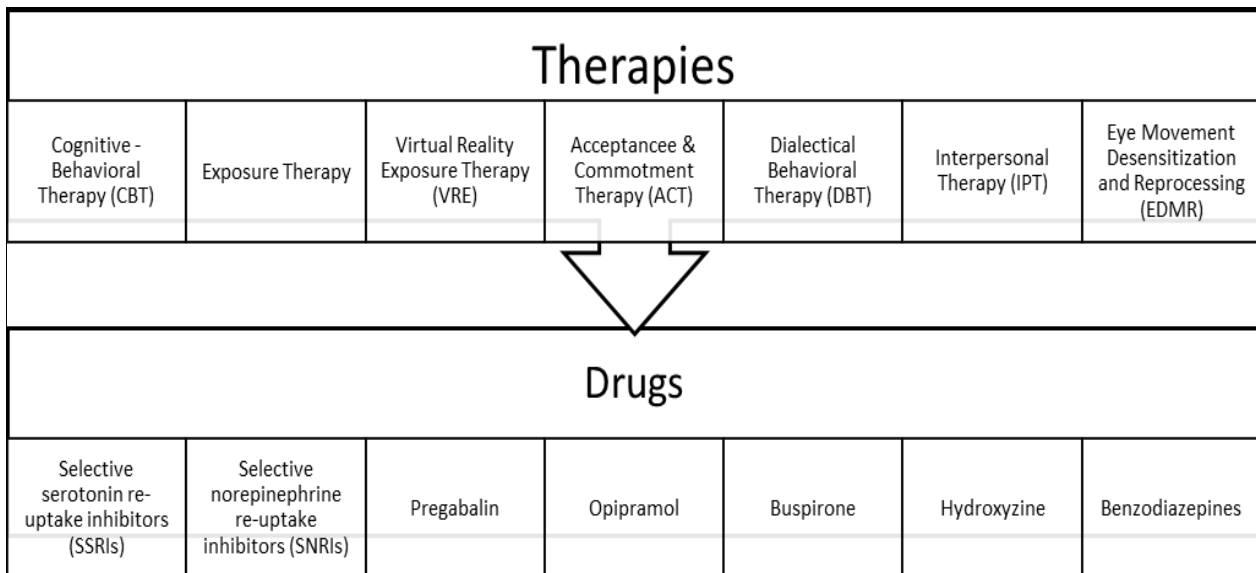 Therapies
Cognitive -
Behavioral
Therapy (CBT)
Exposure Therapy
Virtual Reality
Exposure Therapy
(VRE)
Acceptancee &
Commotment
Therapy (ACT)
Dialectical
Behavioral
Therapy (DBT)
Interpersonal
Therapy (IPT)
Eye Movement
Desensitization
and Reprocessing
(EDMR)
Drugs
Selective
serotonin re-
uptake inhibitors
(SSRIs)
Selective
norepinephrine
re-uptake
inhibitors (SNRIs)
Pregabalin
Opipramol
Buspirone
Hydroxyzine
Benzodiazepines